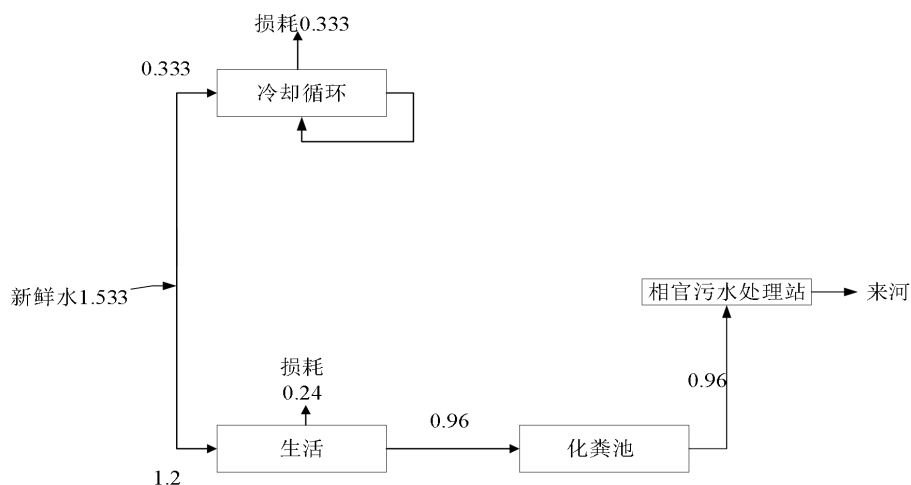 损耗0.333
0.333
冷却循环
新鲜水1.533
相官污水处理站
来河
损耗
0.24
0.96
0.96
生活
化粪池
1.2